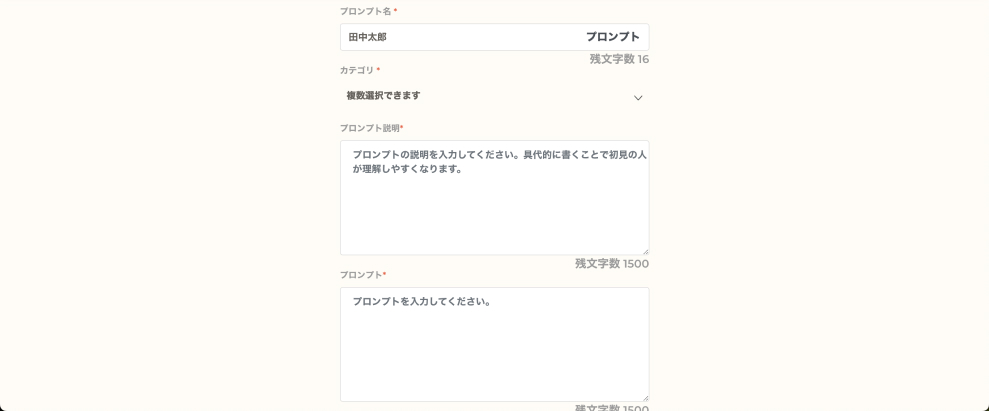 プロンプト名 *
田中太郎 プロンプト
残文字数 16
カテゴリ *
複数選択できます
プロンプト説明*
プロンプトの説明を入力してください。具代的に書くことで初見の人
が理解しやすくなります。
残文字数 1500
プロンプト*
プロンプトを入力してください。
残文字数 1500